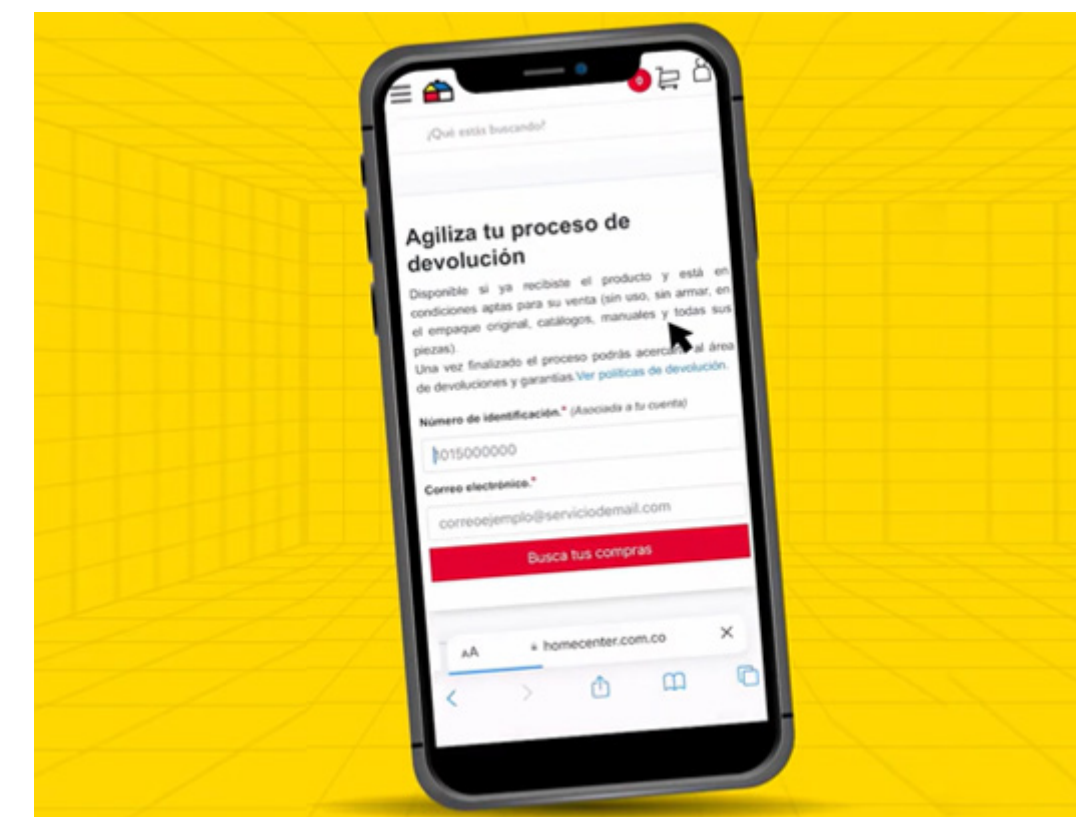 0
¿Qué estás buscando?
Agiliza tu proceso de
devolución
Disponible si ya recibiste el producto y está en
condiciones aptas para su venta (sin uso, sin armar, en
el empaque original, catálogos, manuales y todas sus
piezas).
Una vez finalizado el proceso podrás al área
de devoluciones y garantías.Ver políticas de devolución.
Número de identificación.* (Asociada a tu cuenta)
1015000000
Correo electrónico.*
correoejemplo@serviciodemail.com
Busca tus compras
AA homecenter.com.co